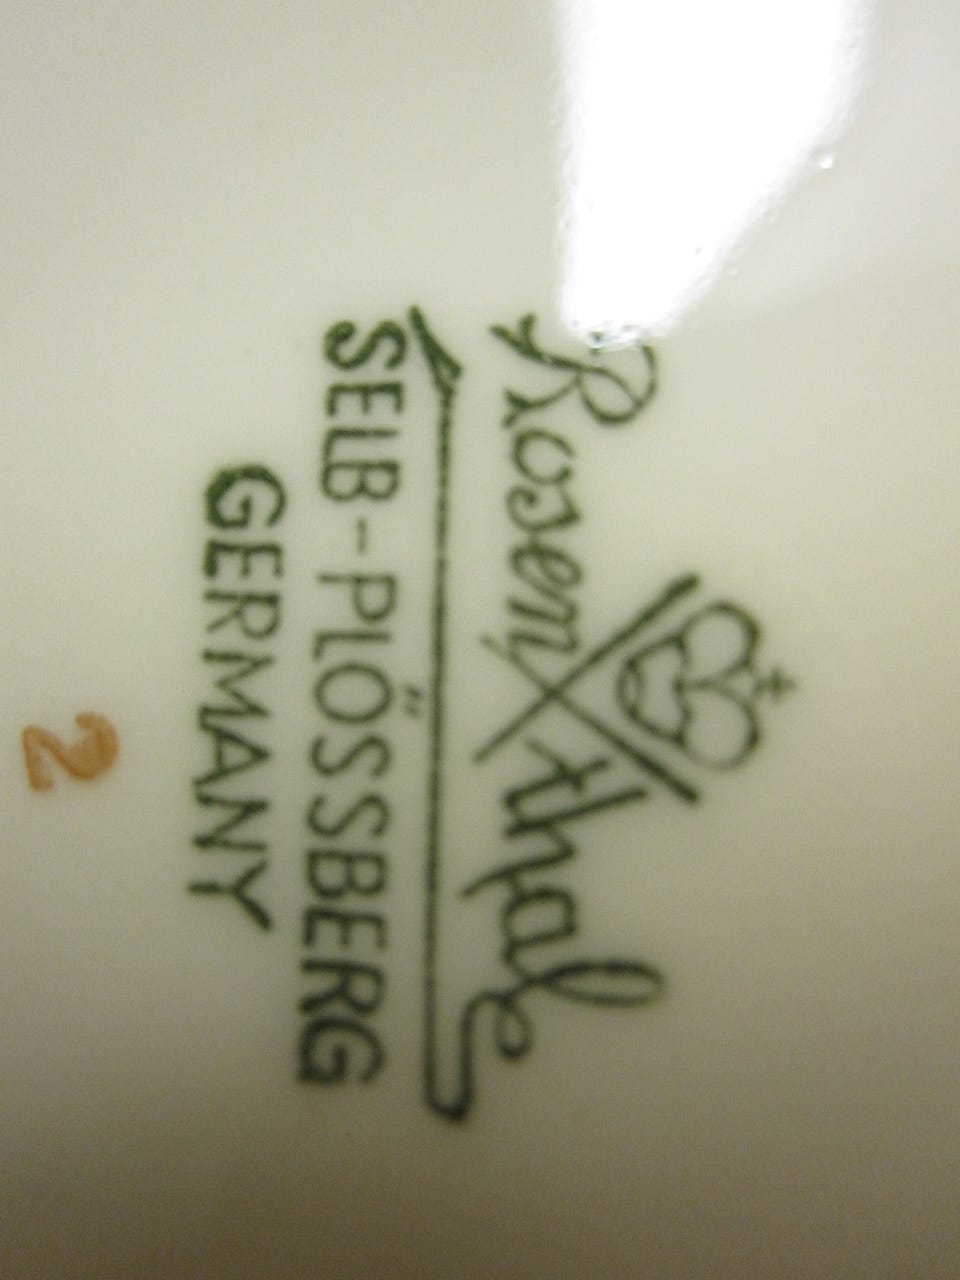 Rosenthal
SELB-PLÖSSBERG
GERMANY
2